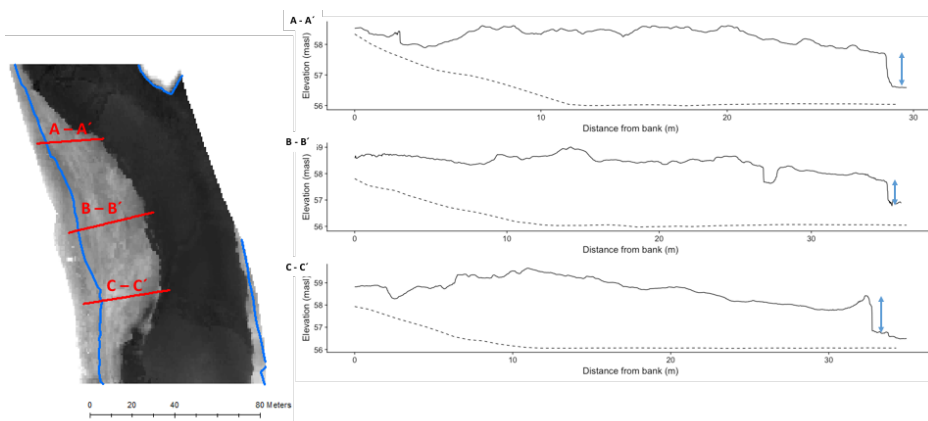 A - A´
B - B´
C - C´
0 20 40 80 Meters
A - A´
Elevation (masl)
58
57
56
0 10 20 30
Distance from bank (m)
B - B´
Elevation (masl)
59
58
57
56
0 10 20 30
Distance from bank (m)
C - C´
Elevation (masl)
59
58
57
56
0 10 20 30
Distance from bank (m)